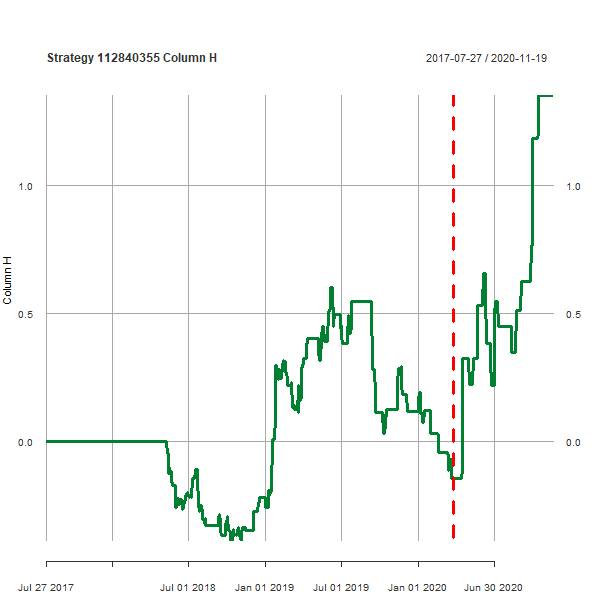 Strategy 112840355 Column H
2017-07-27 / 2020-11-19
1.0
1.0
Column H
0.5
0.5
0.0
0.0
Jul 27 2017
Jul 01 2018
Jan 01 2019
Jul 01 2019
Jan 01 2020
Jun 30 2020